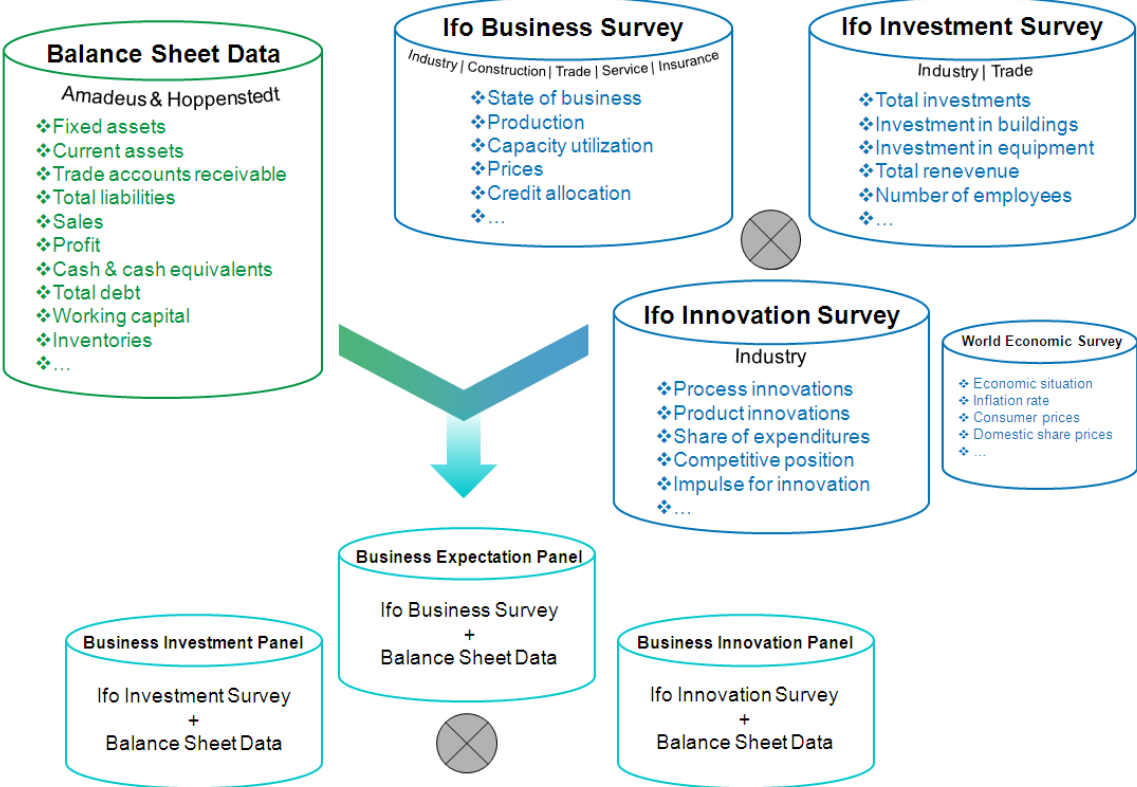 Balance Sheet Data
Amadeus & Hoppenstedt
❖Fixed assets
❖Current assets
❖Trade accounts receivable
❖Total liabilities
❖Sales
❖Profit
❖Cash & cash equivalents
❖Total debt
❖Working capital
❖Inventories
❖...
Ifo Business Survey
Industry | Construction | Trade | Service | Insurance
❖State of business
❖Production
❖Capacity utilization
❖Prices
❖Credit allocation
❖...
Ifo Investment Survey
Industry | Trade
❖Total investments
❖Investment in buildings
❖Investment in equipment
❖Total renevenue
❖Number of employees
❖...
Ifo Innovation Survey
Industry
❖Process innovations
❖Product innovations
❖Share of expenditures
❖Competitive position
❖Impulse for innovation
❖...
World Economic Survey
❖ Economic situation
❖ Inflation rate
❖ Consumer prices
❖ Domestic share prices
❖ ...
Business Expectation Panel
Ifo Business Survey
+
Balance Sheet Data
Business Investment Panel
Ifo Investment Survey
+
Balance Sheet Data
Business Innovation Panel
Ifo Innovation Survey
+
Balance Sheet Data